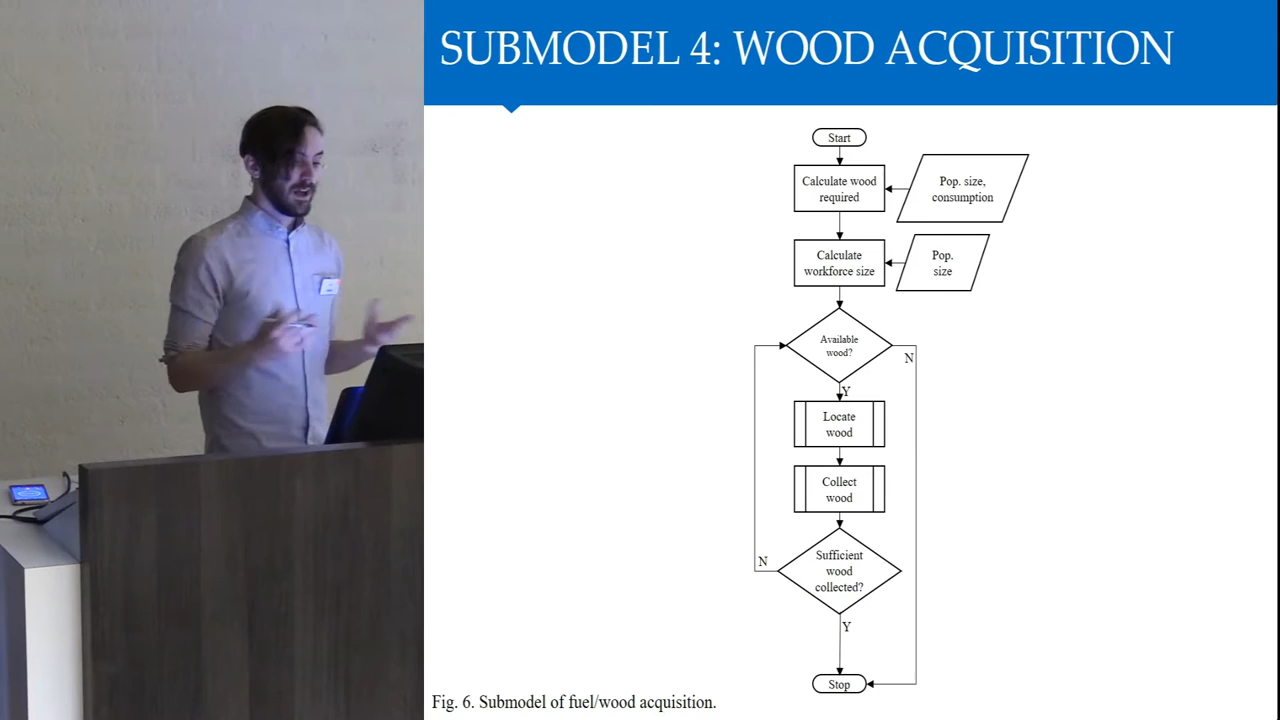 SUBMODEL 4: WOOD ACQUISITION
Start
Calculate wood
required
Pop. size,
consumption
Calculate
workforce size
Pop.
size
Available
wood?
N
Y
Locate
wood
Collect
wood
Sufficient
wood
collected?
N
Y
Stop
Fig. 6. Submodel of fuel/wood acquisition.